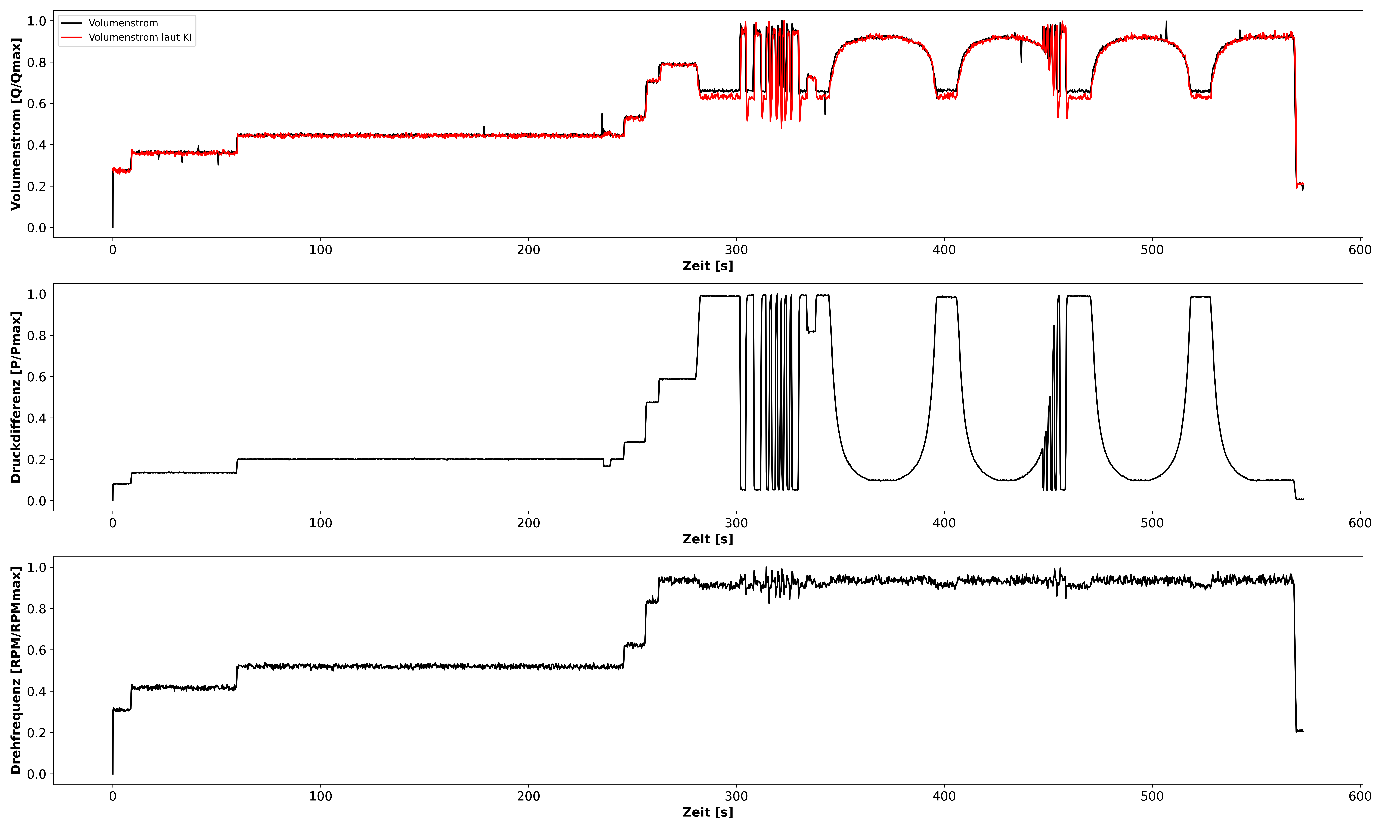 Volumenstrom [Q/Qmax]
1.0
0.8
0.6
0.4
0.2
0.0
Volumenstrom
Volumenstrom laut KI
0 100 200 300 400 500 600
Zeit [s]
Druckdifferenz [P/Pmax]
1.0
0.8
0.6
0.4
0.2
0.0
0 100 200 300 400 500 600
Zeit [s]
Drehfrequenz [RPM/RPMmax]
1.0
0.8
0.6
0.4
0.2
0.0
0 100 200 300 400 500 600
Zeit [s]